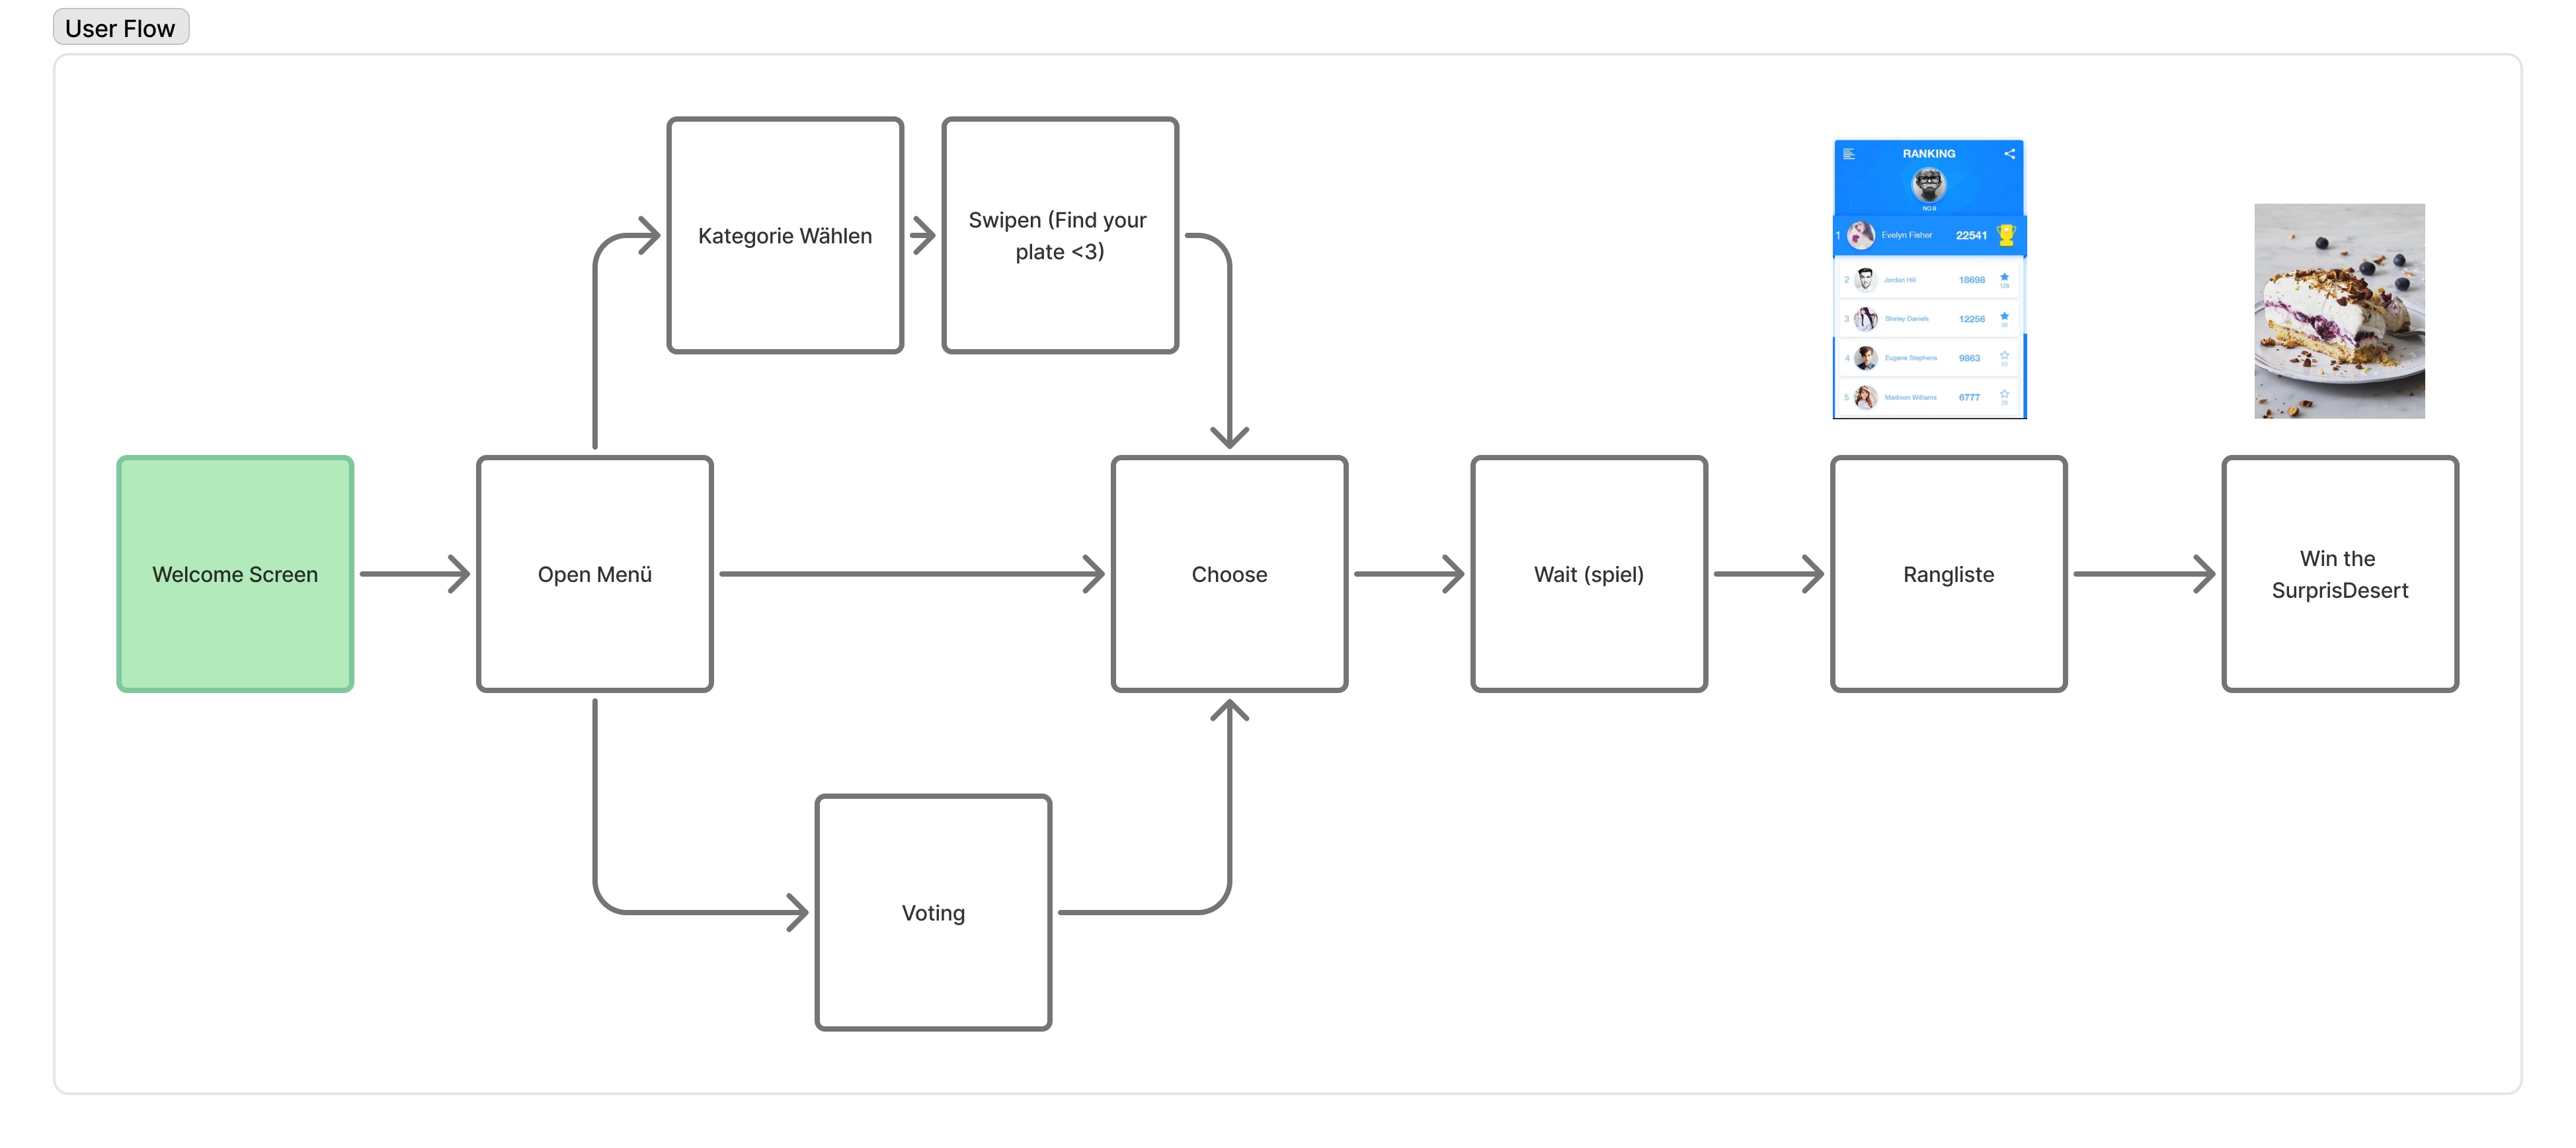 User Flow
Kategorie Wählen
Swipen (Find your
plate <3)
RANKING
NO.8
1 Evelyn Fisher 22541
2 Jordan Hill 18698
128
3 Shirley Daniels 12256
4 Eugene Stephens 9863
5 Madison Williams 6777
Welcome Screen
Open Menü
Choose
Wait (spiel)
Rangliste
Win the
SurprisDesert
Voting